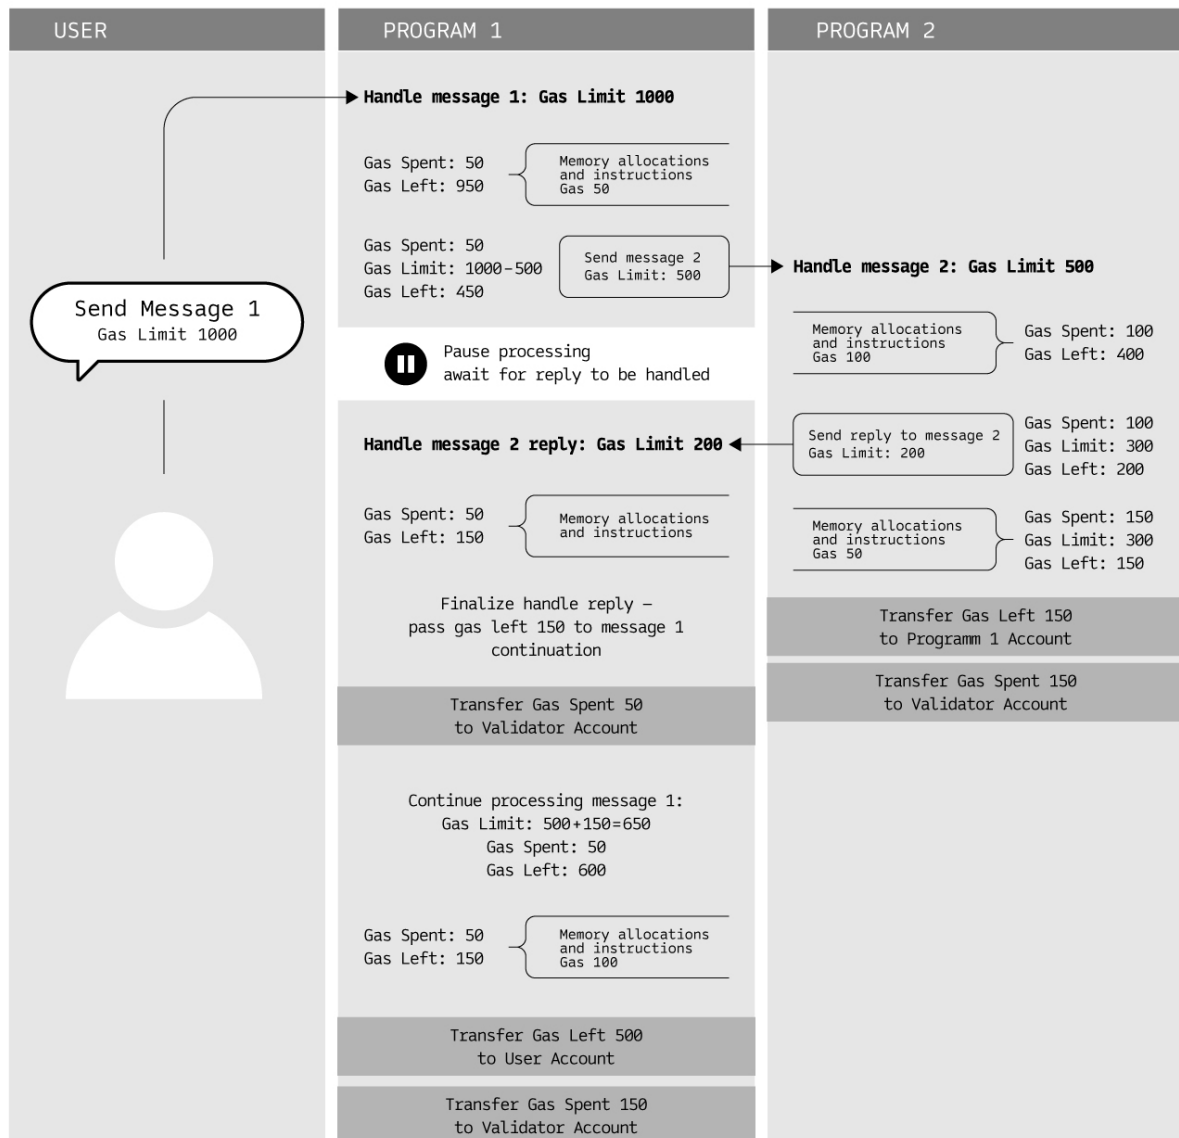 USER
Send Message 1
Gas Limit 1000
PROGRAM 1
Handle message 1: Gas Limit 1000
Gas Spent: 50
Gas Left: 950
Memory allocations
and instructions
Gas 50
Gas Spent: 50
Gas Limit: 1000-500
Gas Left: 450
Send message 2
Gas Limit: 500
Pause processing
await for reply to be handled
Handle message 2 reply: Gas Limit 200
Gas Spent: 50
Gas Left: 150
Memory allocations
and instructions
Finalize handle reply –
pass gas left 150 to message 1
continuation
Transfer Gas Spent 50
to Validator Account
Continue processing message 1:
Gas Limit: 500+150=650
Gas Spent: 50
Gas Left: 600
Gas Spent: 50
Gas Left: 150
Memory allocations
and instructions
Gas 100
Transfer Gas Left 500
to User Account
Transfer Gas Spent 150
to Validator Account
PROGRAM 2
Handle message 2: Gas Limit 500
Memory allocations
and instructions
Gas 100
Gas Spent: 100
Gas Left: 400
Send reply to message 2
Gas Limit: 200
Gas Spent: 100
Gas Limit: 300
Gas Left: 200
Memory allocations
and instructions
Gas 50
Gas Spent: 150
Gas Limit: 300
Gas Left: 150
Transfer Gas Left 150
to Programm 1 Account
Transfer Gas Spent 150
to Validator Account